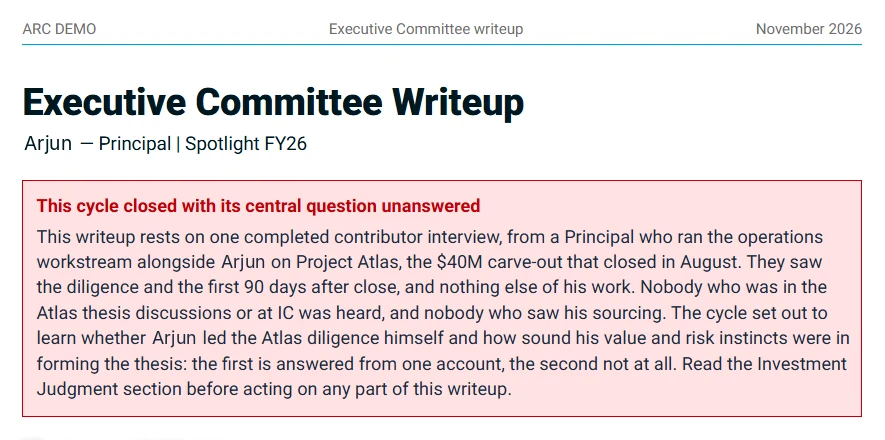 ARC DEMO Executive Committee writeup November 2026
Executive Committee Writeup
Arjun — Principal | Spotlight FY26
This cycle closed with its central question unanswered
This writeup rests on one completed contributor interview, from a Principal who ran the operations
workstream alongside Arjun on Project Atlas, the $40M carve-out that closed in August. They saw
the diligence and the first 90 days after close, and nothing else of his work. Nobody who was in the
Atlas thesis discussions or at IC was heard, and nobody who saw his sourcing. The cycle set out to
learn whether Arjun led the Atlas diligence himself and how sound his value and risk instincts were in
forming the thesis: the first is answered from one account, the second not at all. Read the Investment
Judgment section before acting on any part of this writeup.